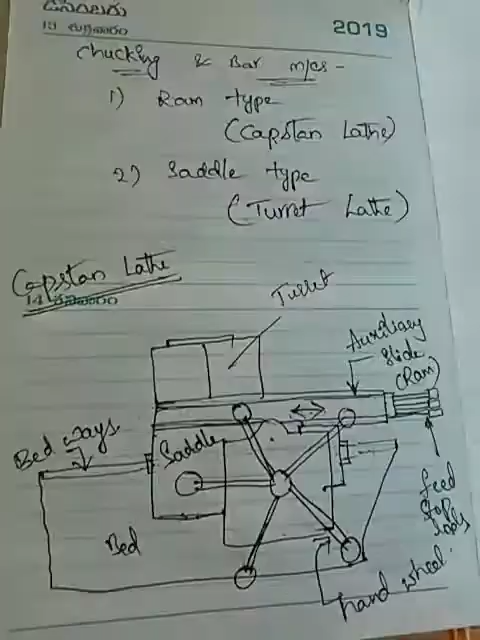 2019
Chucking & Bar m/cs -
1) Ram type
(Capstan Lathe)
2) Saddle type
(Turret Lathe)
Capstan Lathe
Turret
Auxiliary
slide
(Ram)
Bed ways
Saddle
Bed
feed
stop
rods
hand wheel.